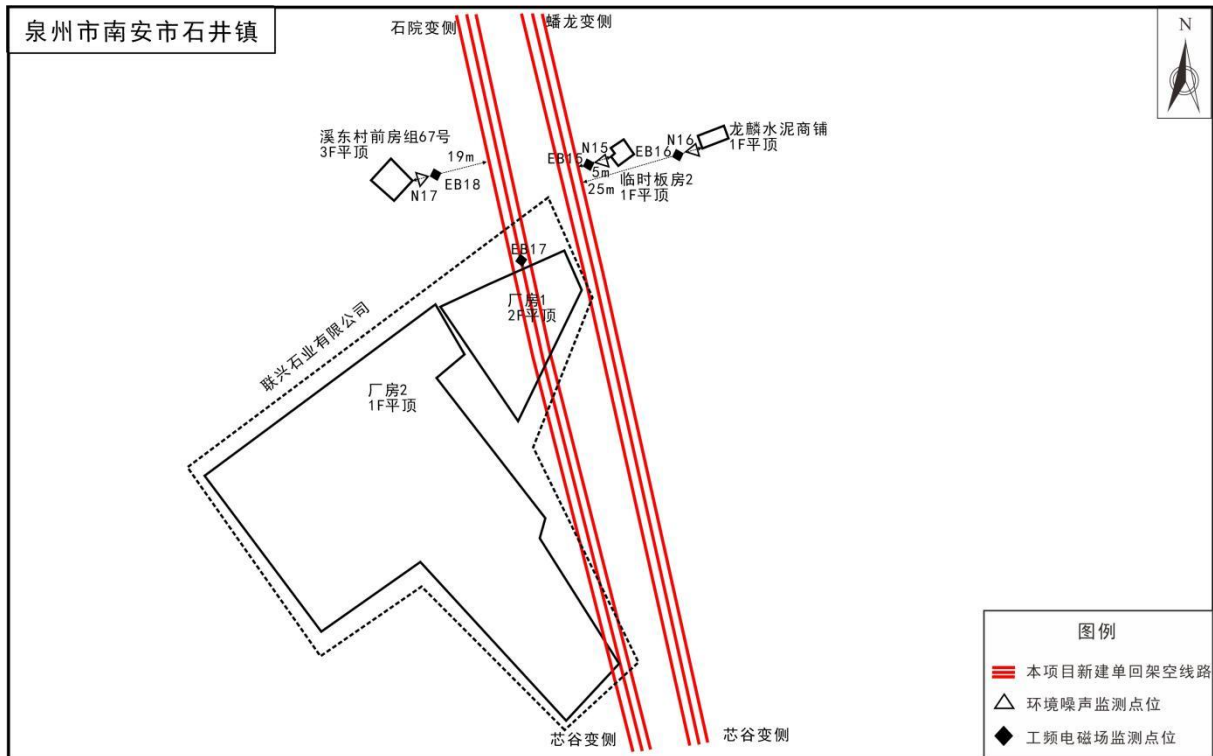 泉州市南安市石井镇
石院变侧
蟠龙变侧
N
溪东村前房组67号
3F平顶
19m
N17
EB18
N15
EB15
5m
25m
临时板房2
1F平顶
EB16
N16
龙麟水泥商铺
1F平顶
EB17
厂房1
2F平顶
联兴石业有限公司
厂房2
1F平顶
芯谷变侧
芯谷变侧
图例
本项目新建单回架空线路
环境噪声监测点位
工频电磁场监测点位